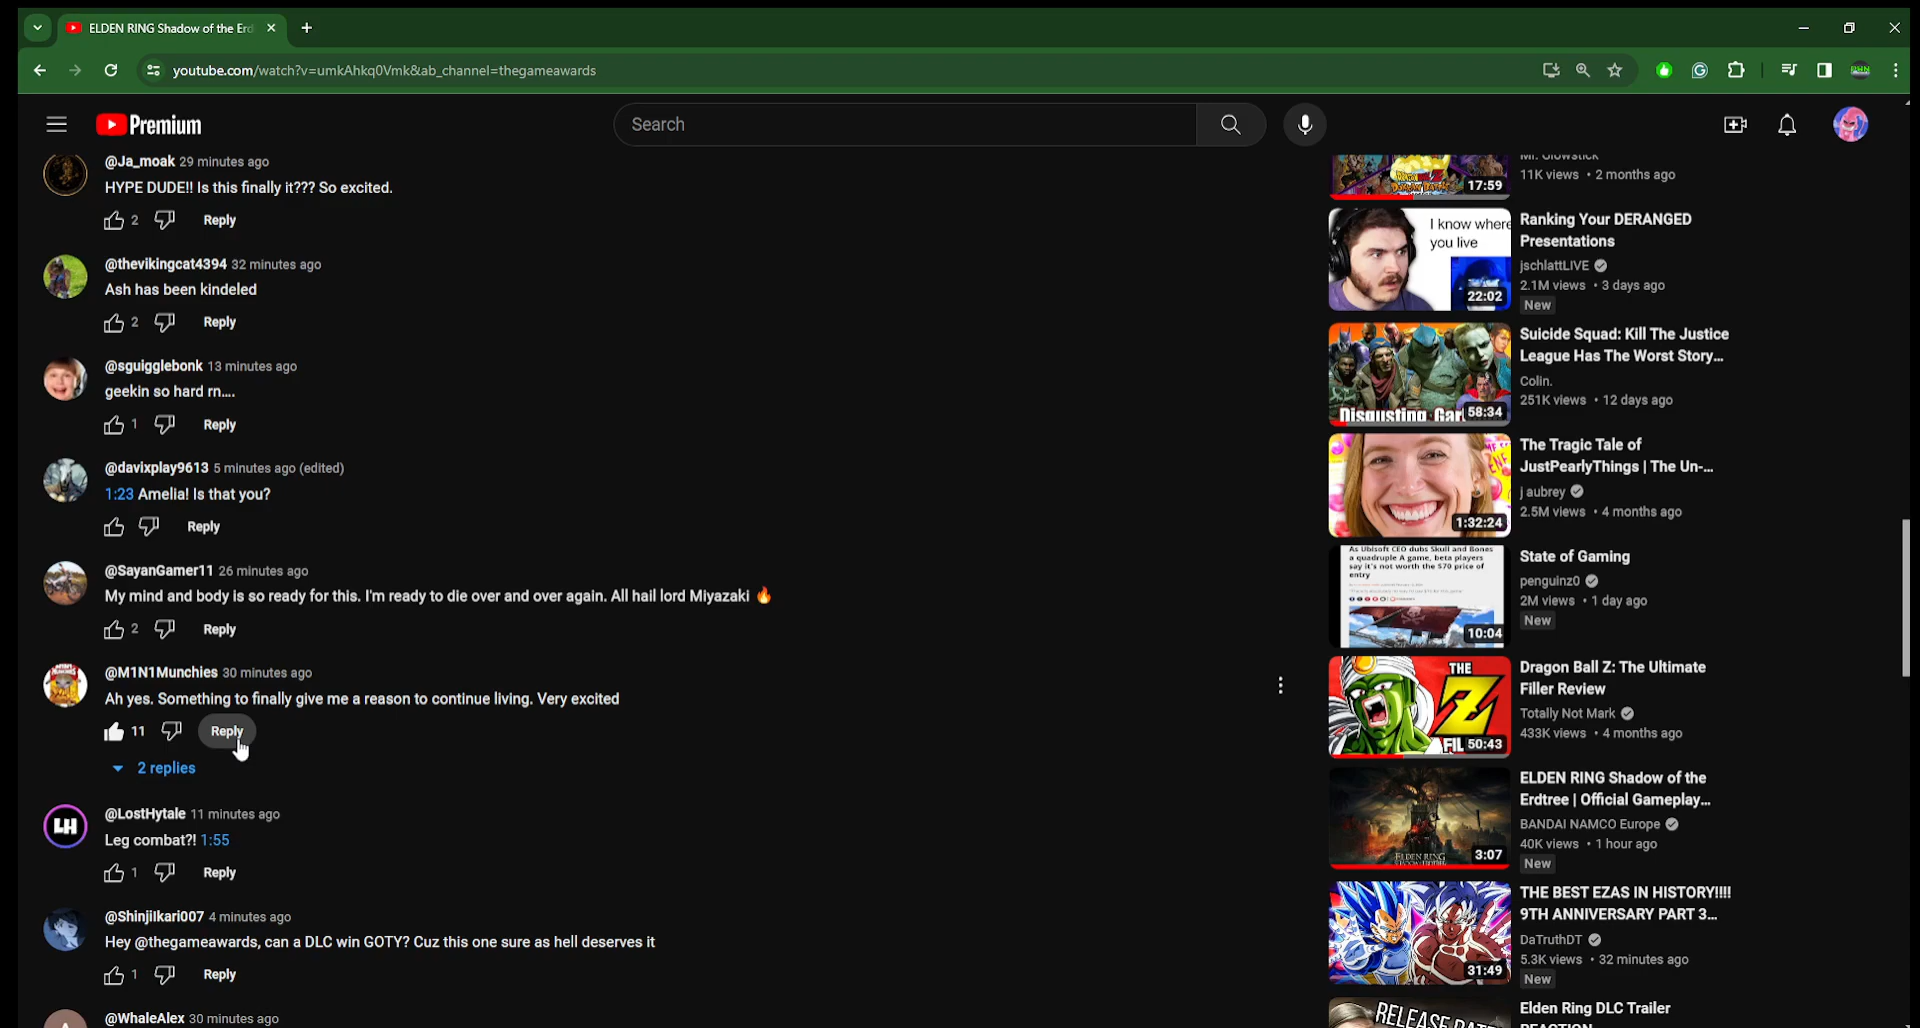 ELDEN RING Shadow of the Erd
youtube.com/watch?v=umkAhkq0Vmk&ab_channel=thegameawards
Premium
Search
@Ja_moak 29 minutes ago
HYPE DUDE!! Is this finally it??? So excited.
2 Reply
@thevikingcat4394 32 minutes ago
Ash has been kindeled
2 Reply
@sguigglebonk 13 minutes ago
geekin so hard rn....
1 Reply
@davixplay9613 5 minutes ago (edited)
1:23 Amelia! Is that you?
Reply
@SayanGamer11 26 minutes ago
My mind and body is so ready for this. I'm ready to die over and over again. All hail lord Miyazaki 🔥
2 Reply
@M1N1Munchies 30 minutes ago
Ah yes. Something to finally give me a reason to continue living. Very excited
11 Reply
2 replies
@LostHytale 11 minutes ago
Leg combat?! 1:55
1 Reply
LH
@ShinjiIkari007 4 minutes ago
Hey @thegameawards, can a DLC win GOTY? Cuz this one sure as hell deserves it
1 Reply
@WhaleAlex 30 minutes ago
17:59
Mr. Glowstick
11K views • 2 months ago
I know where
you live
22:02
Ranking Your DERANGED
Presentations
jschlattLIVE
2.1M views • 3 days ago
New
Disgusting Gar
58:34
Suicide Squad: Kill The Justice
League Has The Worst Story...
Colin.
251K views • 12 days ago
1:32:24
The Tragic Tale of
JustPearlyThings | The Un-...
j aubrey
2.5M views • 4 months ago
As Ubisoft CEO dubs Skull and Bones
a quadruple A game, beta players
say it's not worth the $70 price of
entry
10:04
State of Gaming
penguinz0
2M views • 1 day ago
New
THE
Z
FIL
50:43
Dragon Ball Z: The Ultimate
Filler Review
Totally Not Mark
433K views • 4 months ago
ELDEN RING
3:07
ELDEN RING Shadow of the
Erdtree | Official Gameplay...
BANDAI NAMCO Europe
40K views • 1 hour ago
New
31:49
THE BEST EZAS IN HISTORY!!!!
9TH ANNIVERSARY PART 3...
DaTruthDT
5.3K views • 32 minutes ago
New
RELEASE DATE
Elden Ring DLC Trailer
REACTION